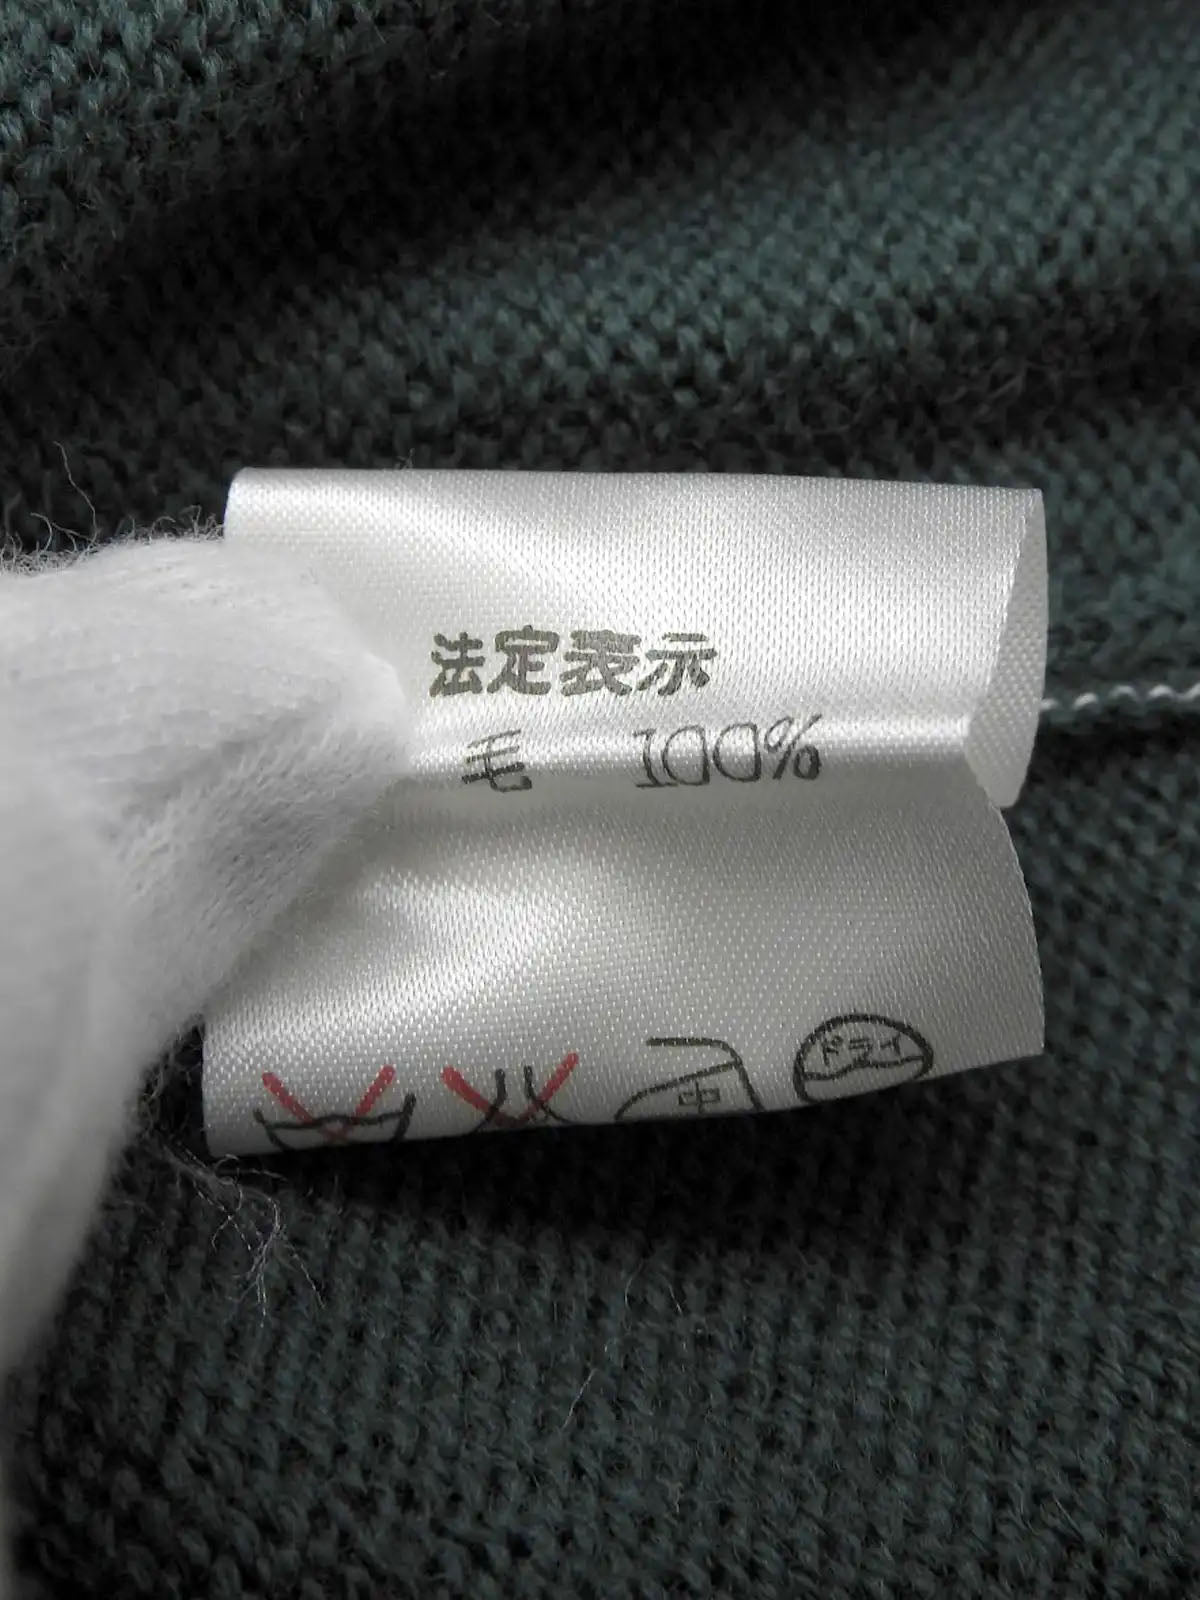 法定表示
毛 100%
中 ドライ